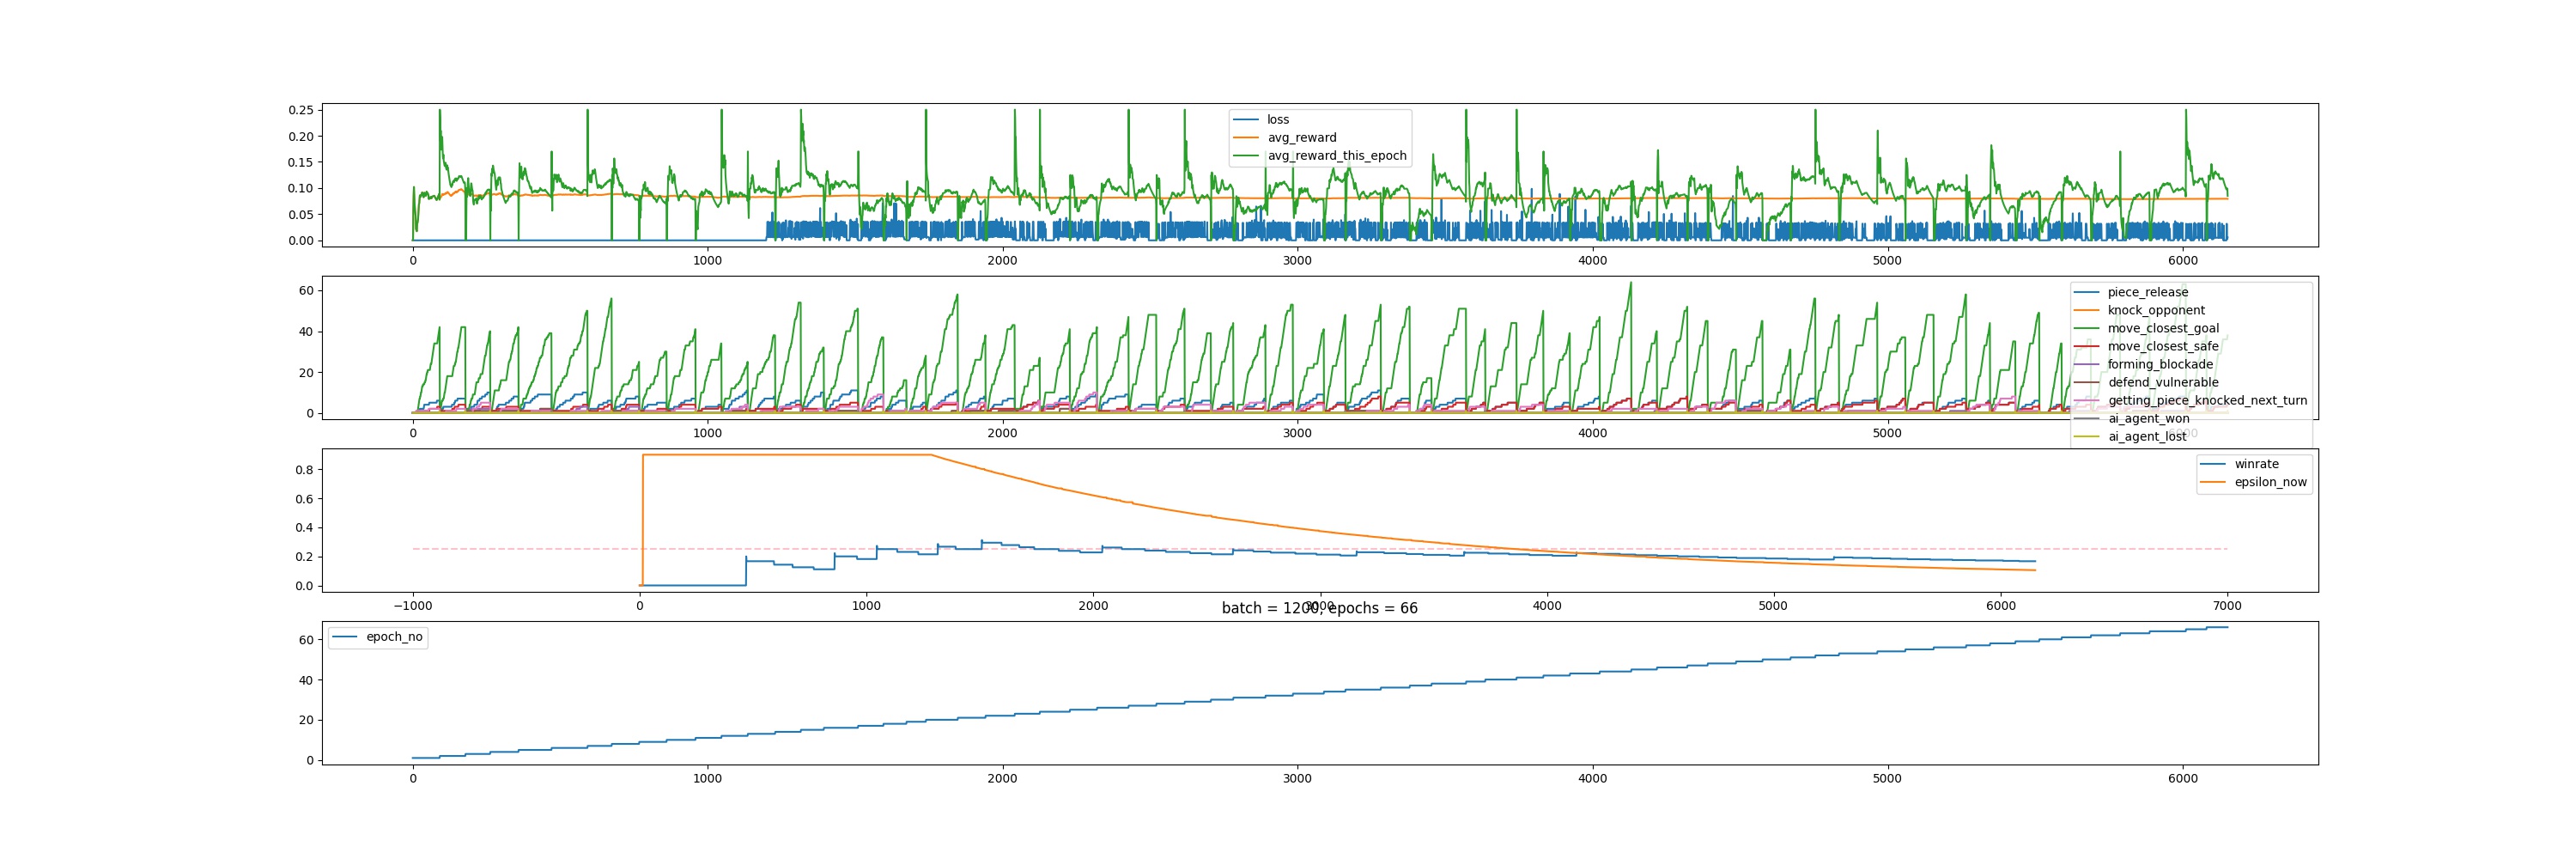 0.25
0.20
0.15
0.10
0.05
0.00
loss
avg_reward
avg_reward_this_epoch
0 1000 2000 3000 4000 5000 6000
60
40
20
0
piece_release
knock_opponent
move_closest_goal
move_closest_safe
forming_blockade
defend_vulnerable
getting_piece_knocked_next_turn
ai_agent_won
ai_agent_lost
0 1000 2000 3000 4000 5000 6000
0.8
0.6
0.4
0.2
0.0
winrate
epsilon_now
−1000 0 1000 2000 3000 4000 5000 6000 7000
batch = 1200, epochs = 66
60
40
20
0
epoch_no
0 1000 2000 3000 4000 5000 6000